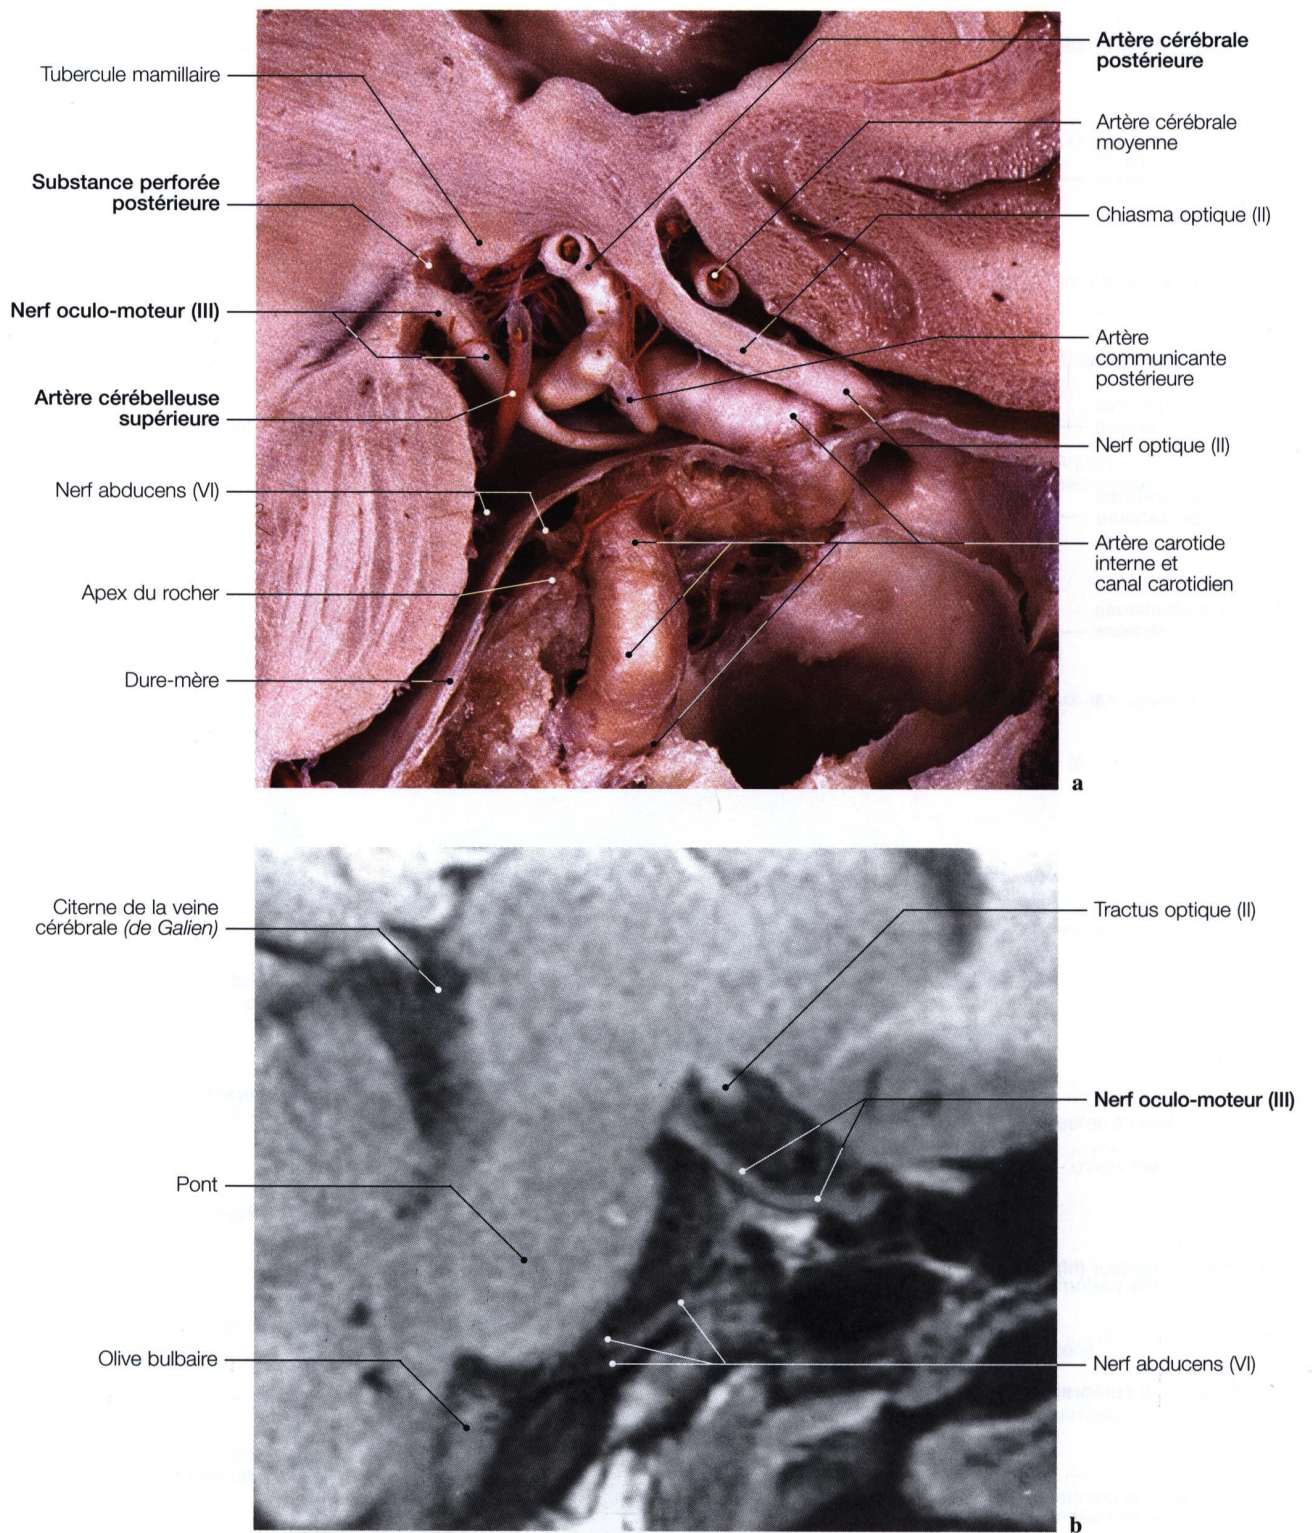 Tubercule mamillaire
Substance perforée
postérieure
Nerf oculo-moteur (III)
Artère cérébelleuse
supérieure
Nerf abducens (VI)
Apex du rocher
Dure-mère
Artère cérébrale
postérieure
Artère cérébrale
moyenne
Chiasma optique (II)
Artère
communicante
postérieure
Nerf optique (II)
Artère carotide
interne et
canal carotidien
a
Citerne de la veine
cérébrale (de Galien)
Pont
Olive bulbaire
Tractus optique (II)
Nerf oculo-moteur (III)
Nerf abducens (VI)
b